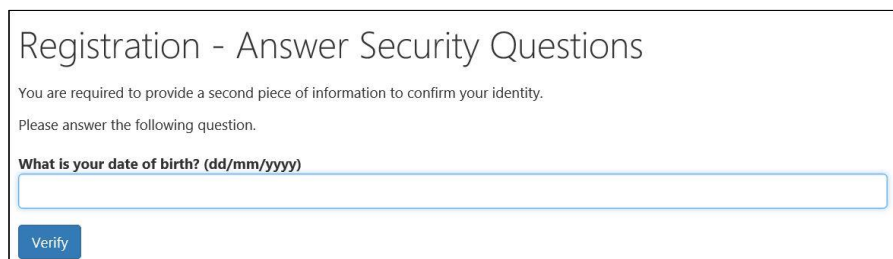 Registration - Answer Security Questions
You are required to provide a second piece of information to confirm your identity.
Please answer the following question.
What is your date of birth? (dd/mm/yyyy)
Verify